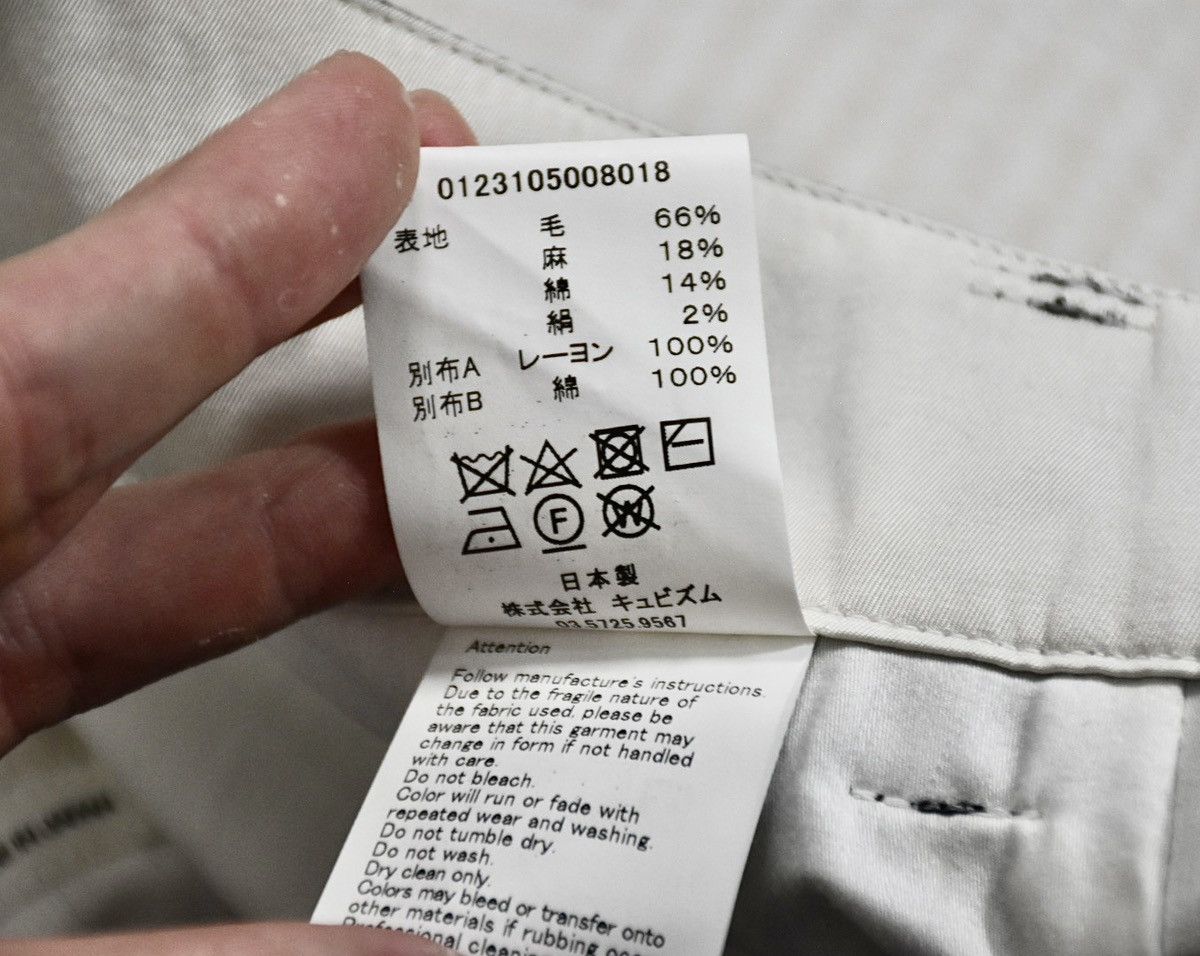 0123105008018
表地 毛 66%
麻 18%
綿 14%
絹 2%
別布A レーヨン 100%
別布B 綿 100%
F W
日本製
株式会社 キュビズム
03.5725.9567
Attention
Follow manufacture's instructions.
Due to the fragile nature of
the fabric used, please be
aware that this garment may
change in form if not handled
with care.
Do not bleach.
Color will run or fade with
repeated wear and washing.
Do not tumble dry.
Do not wash.
Dry clean only.
Colors may bleed or transfer onto
other materials if rubbing
Professional